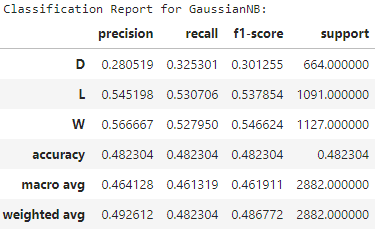 Classification Report for GaussianNB:
precision recall f1-score support
D 0.280519 0.325301 0.301255 664.000000
L 0.545198 0.530706 0.537854 1091.000000
W 0.566667 0.527950 0.546624 1127.000000
accuracy 0.482304 0.482304 0.482304 0.482304
macro avg 0.464128 0.461319 0.461911 2882.000000
weighted avg 0.492612 0.482304 0.486772 2882.000000